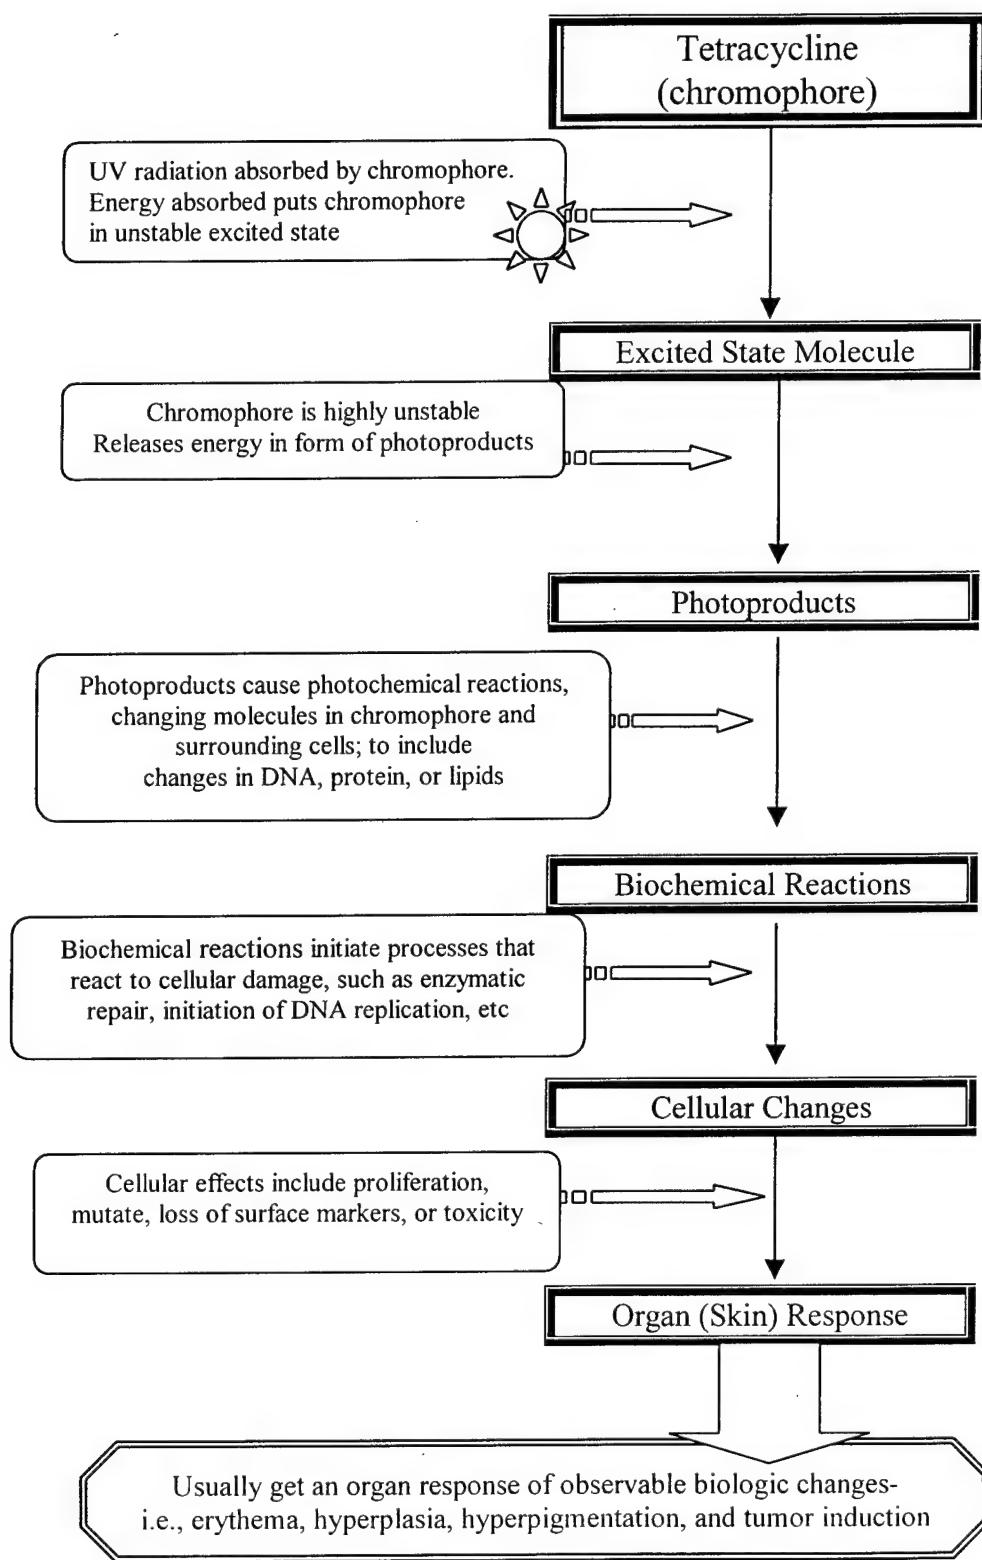 Tetracycline
(chromophore)
UV radiation absorbed by chromophore.
Energy absorbed puts chromophore
in unstable excited state
Excited State Molecule
Chromophore is highly unstable
Releases energy in form of photoproducts
Photoproducts
Photoproducts cause photochemical reactions,
changing molecules in chromophore and
surrounding cells; to include
changes in DNA, protein, or lipids
Biochemical Reactions
Biochemical reactions initiate processes that
react to cellular damage, such as enzymatic
repair, initiation of DNA replication, etc
Cellular Changes
Cellular effects include proliferation,
mutate, loss of surface markers, or toxicity
Organ (Skin) Response
Usually get an organ response of observable biologic changes-
i.e., erythema, hyperplasia, hyperpigmentation, and tumor induction